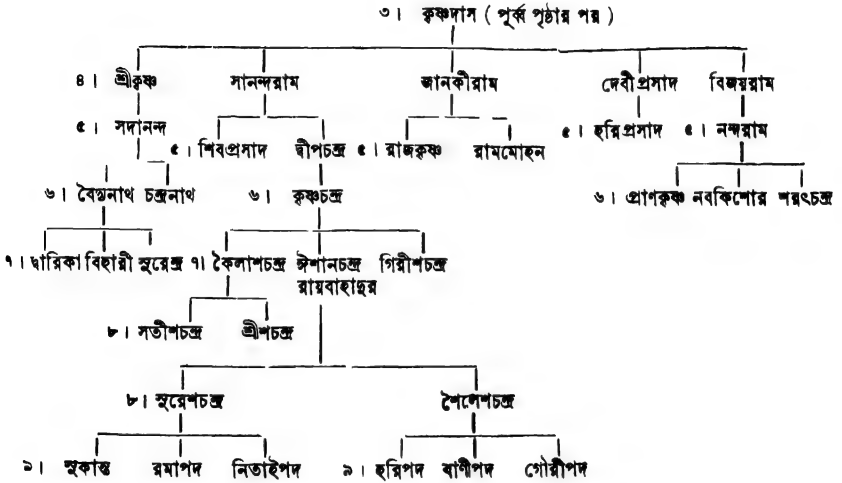 ৩। কৃষ্ণদাস ( পূর্ব্ব পৃষ্ঠার পর )
৪। শ্রীকৃষ্ণ সানন্দরাম জানকীরাম দেবীপ্রসাদ বিজয়রাম
৫। সদানন্দ ৫। শিবপ্রসাদ দ্বীপচন্দ্র ৫। রাজকৃষ্ণ রামমোহন ৫। হরিপ্রসাদ ৫। নন্দরাম
৬। বৈদ্যনাথ চন্দ্রনাথ ৬। কৃষ্ণচন্দ্র ৬। প্রাণকৃষ্ণ নবকিশোর শরৎচন্দ্র
৭। দ্বারিকা বিহারী সুরেন্দ্র ৭। কৈলাশচন্দ্র ঈশানচন্দ্র গিরীশচন্দ্র
রায়বাহাদুর
৮। সতীশচন্দ্র শ্রীশচন্দ্র
৮। সুরেশচন্দ্র শৈলেশচন্দ্র
৯। সুকান্ত রমাপদ নিতাইপদ ৯। হরিপদ বাণীপদ গৌরীপদ